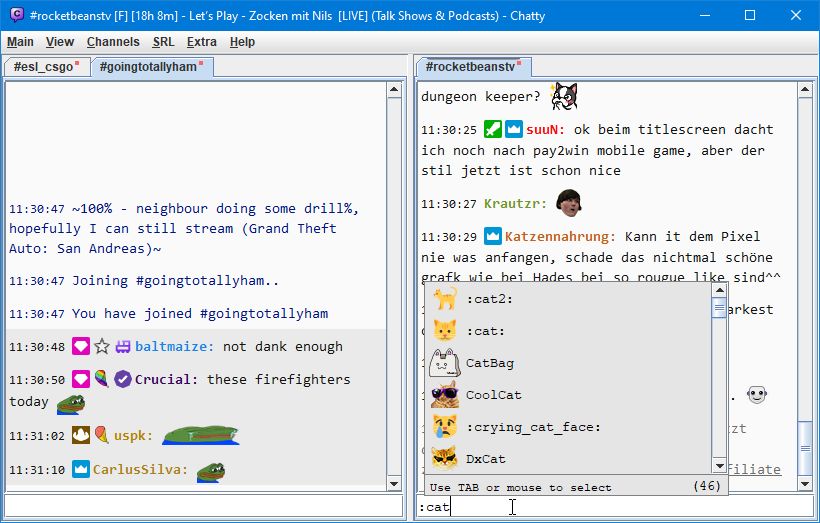 #rocketbeanstv [F] [18h 8m] - Let's Play - Zocken mit Nils [LIVE] (Talk Shows & Podcasts) - Chatty
Main View Channels SRL Extra Help
#esl_csgo #goingtotallyham
11:30:47 ~100% - neighbour doing some drill%,
hopefully I can still stream (Grand Theft
Auto: San Andreas)~
11:30:47 Joining #goingtotallyham..
11:30:47 You have joined #goingtotallyham
11:30:48 baltmaize: not dank enough
11:30:50 Crucial: these firefighters
today
11:31:02 uspk:
11:31:10 CarlusSilva:
#rocketbeanstv
dungeon keeper?
11:30:25 suuN: ok beim titlescreen dacht
ich noch nach pay2win mobile game, aber der
stil jetzt ist schon nice
11:30:27 Krautzr:
11:30:29 Katzennahrung: Kann it dem Pixel
nie was anfangen, schade das nichtmal schöne
grafk wie bei Hades bei so rougue like sind^^
:cat2:
:cat:
CatBag
CoolCat
:crying_cat_face:
DxCat
Use TAB or mouse to select (46)
:cat